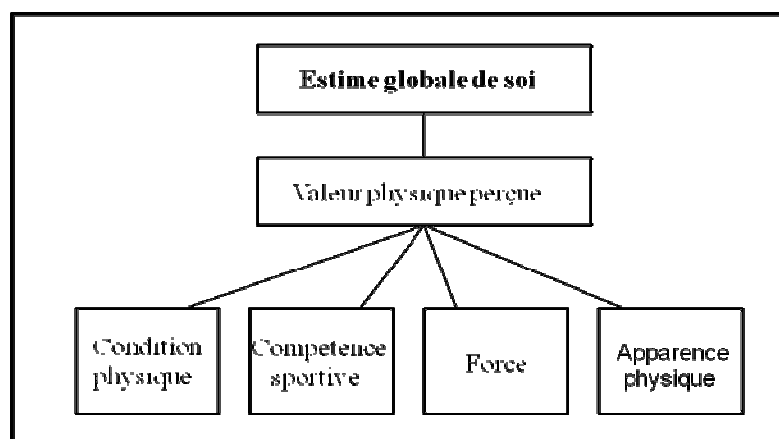 Estime globale de soi
Valeur physique perçue
Condition
physique
Competence
sportive
Force
Apparence
physique